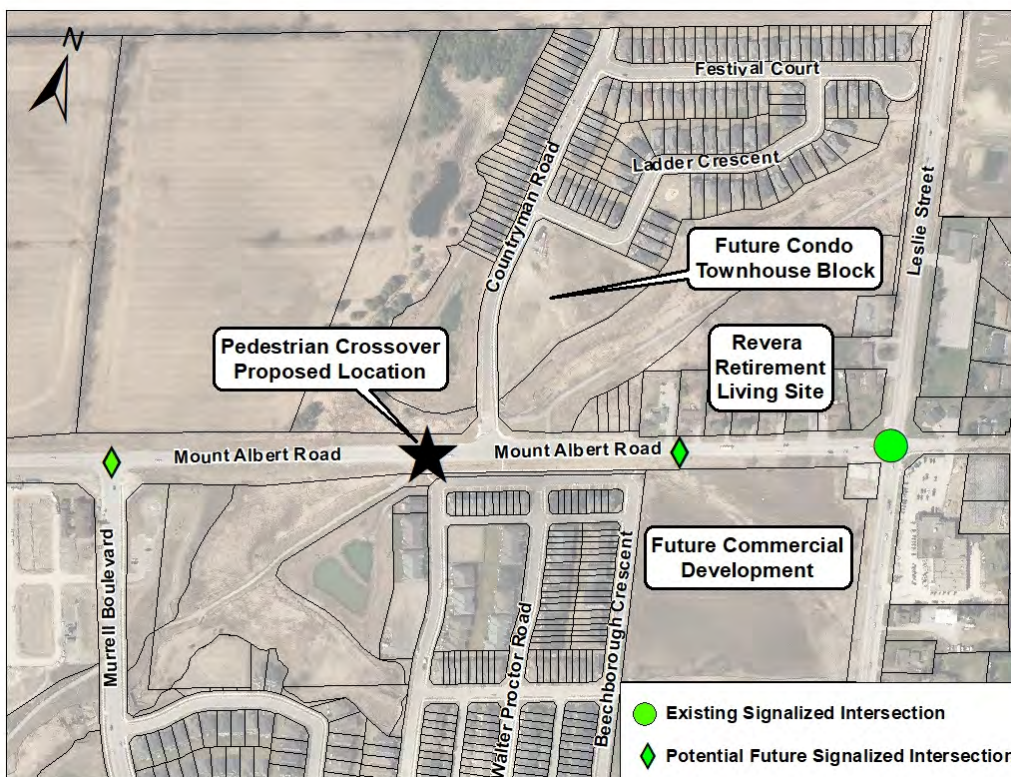 N
Festival Court
Ladder Crescent
Countryman Road
Leslie Street
Future Condo
Townhouse Block
Pedestrian Crossover
Proposed Location
Revera
Retirement
Living Site
Mount Albert Road
Mount Albert Road
Murrell Boulevard
Walter Proctor Road
Beechborough Crescent
Future Commercial
Development
Existing Signalized Intersection
Potential Future Signalized Intersection